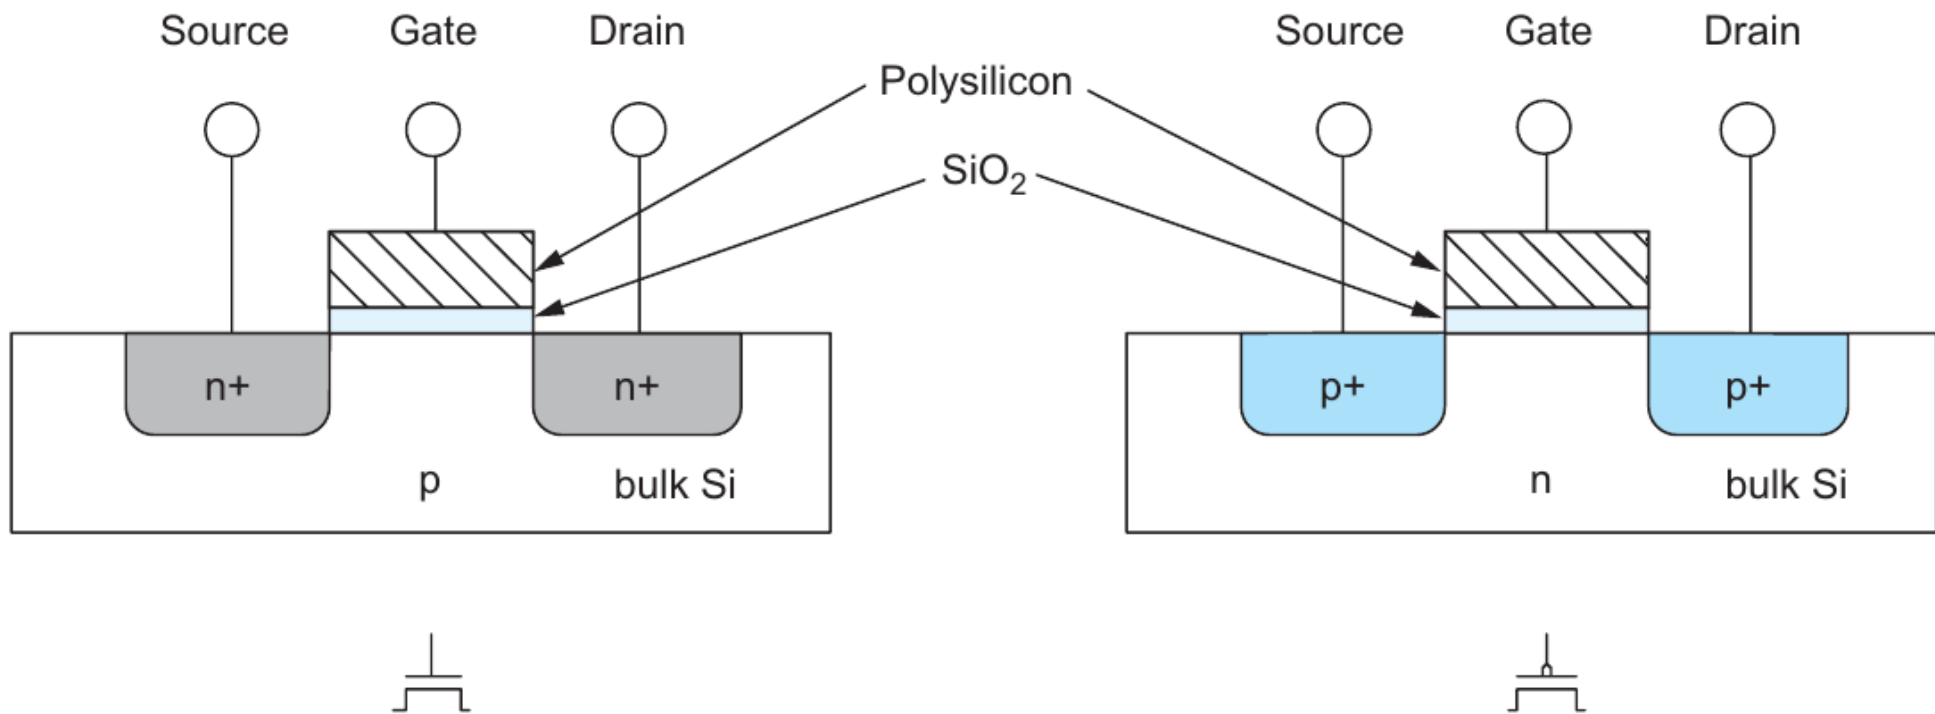 Source Gate Drain Source Gate Drain
Polysilicon
SiO₂
n+ n+ p+ p+
p bulk Si n bulk Si